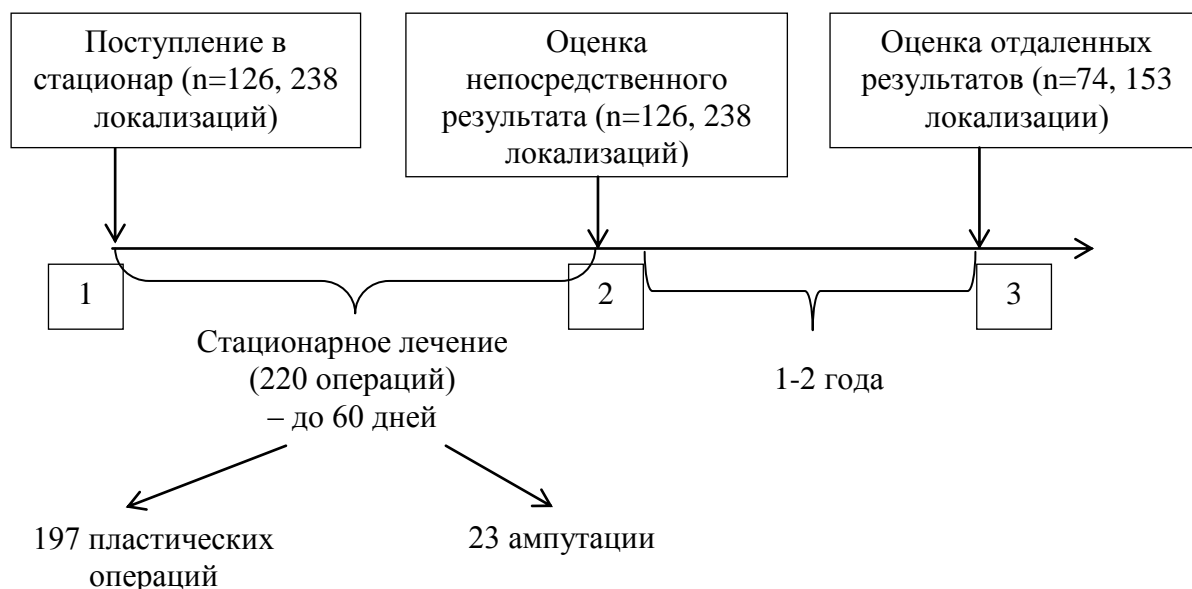 Поступление в
стационар (n=126, 238
локализаций)
Оценка
непосредственного
результата (n=126, 238
локализаций)
Оценка отдаленных
результатов (n=74, 153
локализации)
1
2
3
Стационарное лечение
(220 операций)
– до 60 дней
1-2 года
197 пластических
операций
23 ампутации